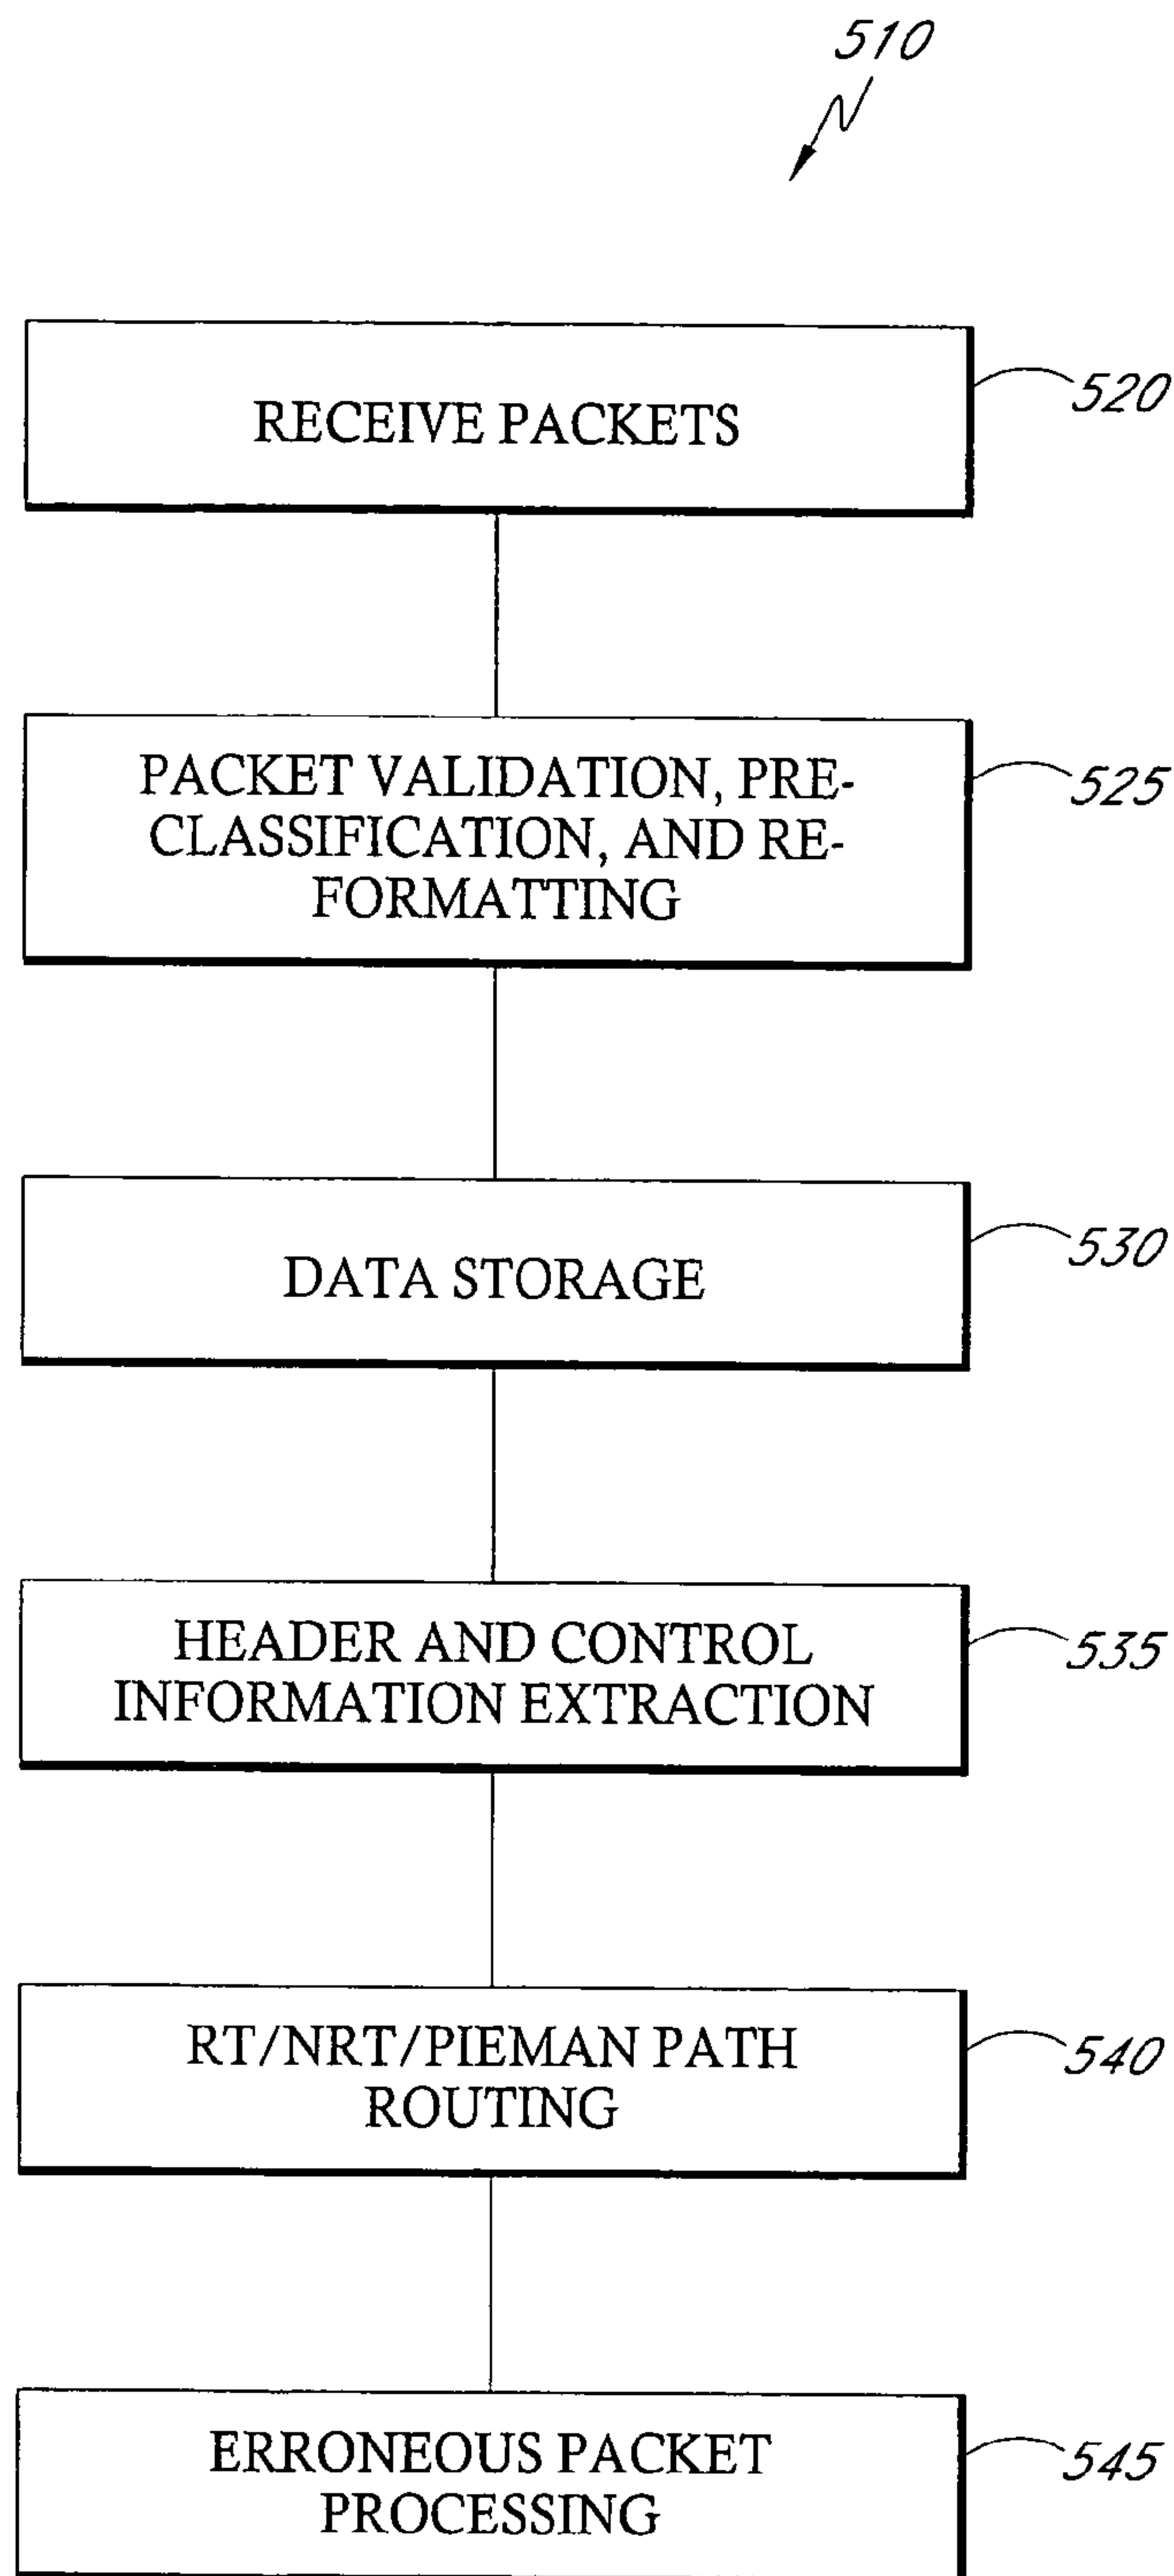 510
RECEIVE PACKETS
520
PACKET VALIDATION, PRE-
CLASSIFICATION, AND RE-
FORMATTING
525
DATA STORAGE
530
HEADER AND CONTROL
INFORMATION EXTRACTION
535
RT/NRT/PIEMAN PATH
ROUTING
540
ERRONEOUS PACKET
PROCESSING
545